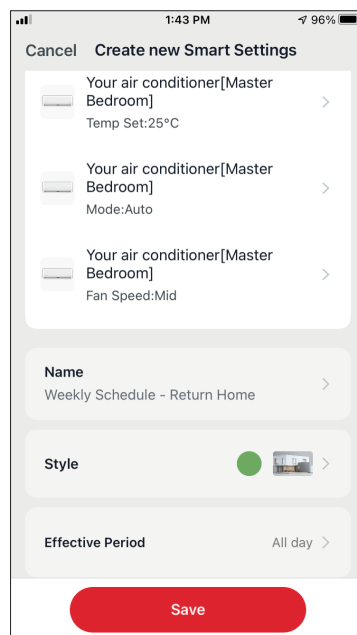 1:43 PM
96%
Cancel Create new Smart Settings
Your air conditioner[Master
Bedroom]
Temp Set:25°C
Your air conditioner[Master
Bedroom]
Mode:Auto
Your air conditioner[Master
Bedroom]
Fan Speed:Mid
Name
Weekly Schedule - Return Home
Style
Effective Period All day
Save